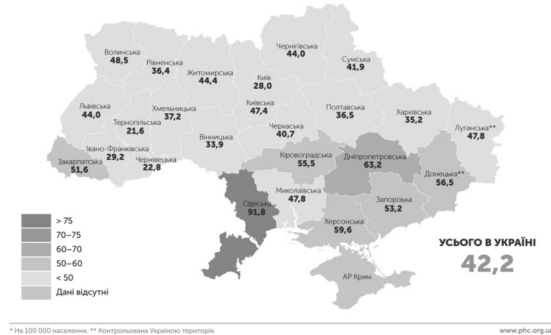 Чернігівська
44,0
Волинська
48,5
Рівненська
36,4
Сумська
41,9
Житомирська
44,4
Київ
28,0
Львівська
44,0
Хмельницька
37,2
Київська
47,4
Полтавська
36,5
Харківська
35,2
Тернопільська
21,6
Черкаська
40,7
Луганська**
47,8
Вінницька
33,9
Івано-Франківська
29,2
Чернівецька
22,8
Закарпатська
51,6
Кіровоградська
55,5
Дніпропетровська
63,2
Донецька**
56,5
Одеська
91,8
Миколаївська
47,8
Запорізька
53,2
Херсонська
59,6
АР Крим
> 75
70–75
60–70
50–60
< 50
Дані відсутні
УСЬОГО В УКРАЇНІ
42,2
* На 100 000 населення. ** Контрольована Україною територія.
www.phc.org.u